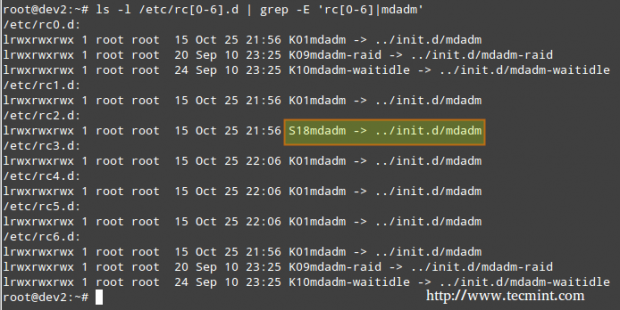 root@dev2:~# ls -l /etc/rc[0-6].d | grep -E 'rc[0-6]|mdadm'
/etc/rc0.d:
lrwxrwxrwx 1 root root  15 Oct 25 21:56 K01mdadm -> ../init.d/mdadm
lrwxrwxrwx 1 root root  20 Sep 10 23:25 K09mdadm-raid -> ../init.d/mdadm-raid
lrwxrwxrwx 1 root root  24 Sep 10 23:25 K10mdadm-waitidle -> ../init.d/mdadm-waitidle
/etc/rc1.d:
lrwxrwxrwx 1 root root  15 Oct 25 21:56 K01mdadm -> ../init.d/mdadm
/etc/rc2.d:
lrwxrwxrwx 1 root root  15 Oct 25 21:56 S18mdadm -> ../init.d/mdadm
/etc/rc3.d:
lrwxrwxrwx 1 root root  15 Oct 25 22:06 K01mdadm -> ../init.d/mdadm
/etc/rc4.d:
lrwxrwxrwx 1 root root  15 Oct 25 22:06 K01mdadm -> ../init.d/mdadm
/etc/rc5.d:
lrwxrwxrwx 1 root root  15 Oct 25 22:06 K01mdadm -> ../init.d/mdadm
/etc/rc6.d:
lrwxrwxrwx 1 root root  15 Oct 25 21:56 K01mdadm -> ../init.d/mdadm
lrwxrwxrwx 1 root root  20 Sep 10 23:25 K09mdadm-raid -> ../init.d/mdadm-raid
lrwxrwxrwx 1 root root  24 Sep 10 23:25 K10mdadm-waitidle -> ../init.d/mdadm-waitidle
root@dev2:~#
http://www.tecmint.com